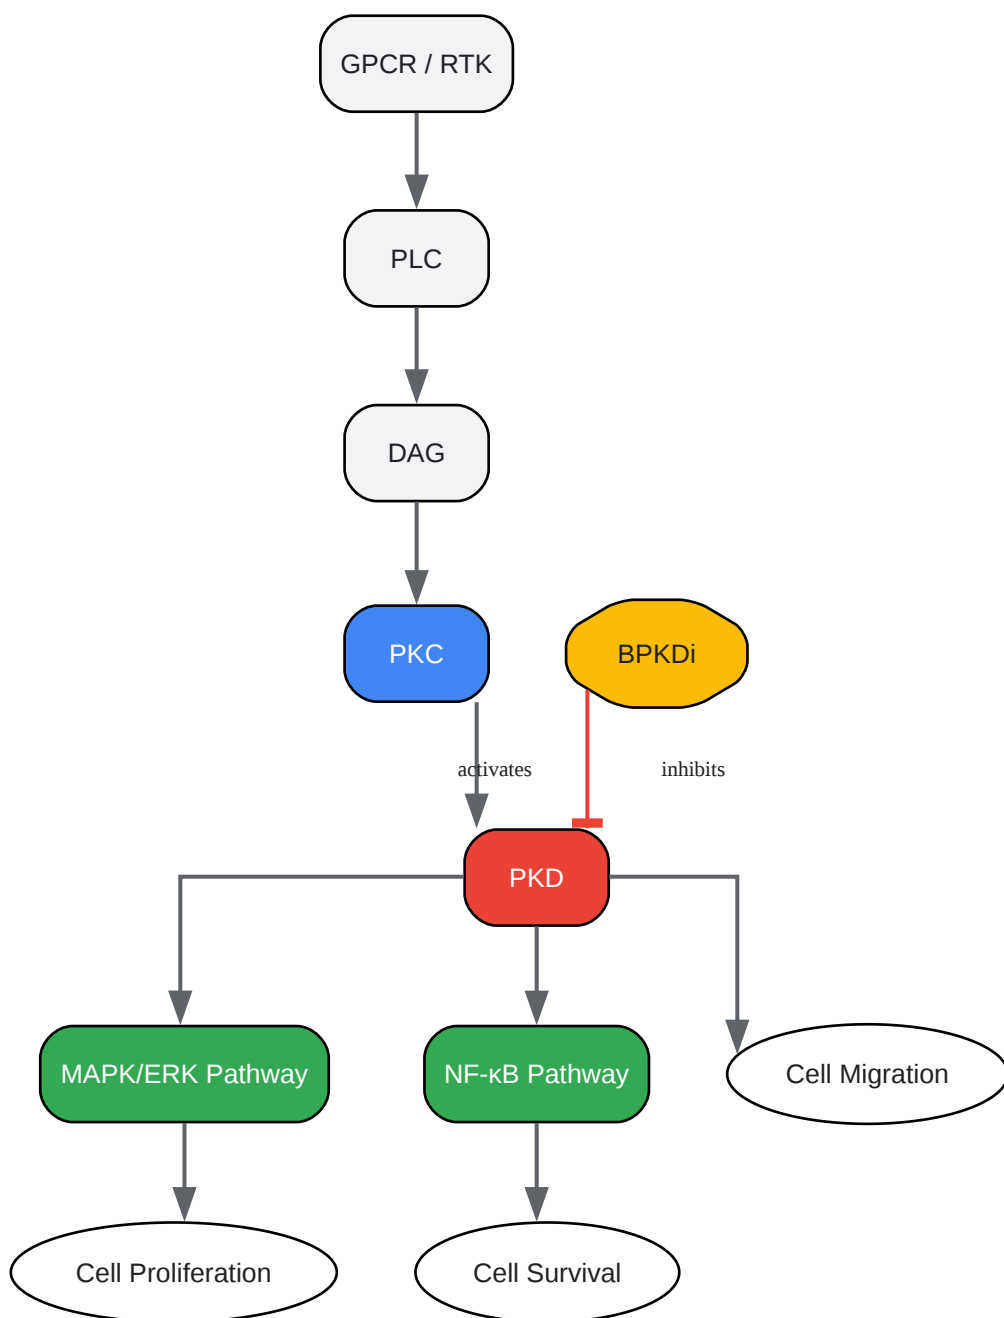 GPCR / RTK
PLC
DAG
PKC
BPKDi
activates
inhibits
PKD
MAPK/ERK Pathway
NF-κB Pathway
Cell Migration
Cell Proliferation
Cell Survival